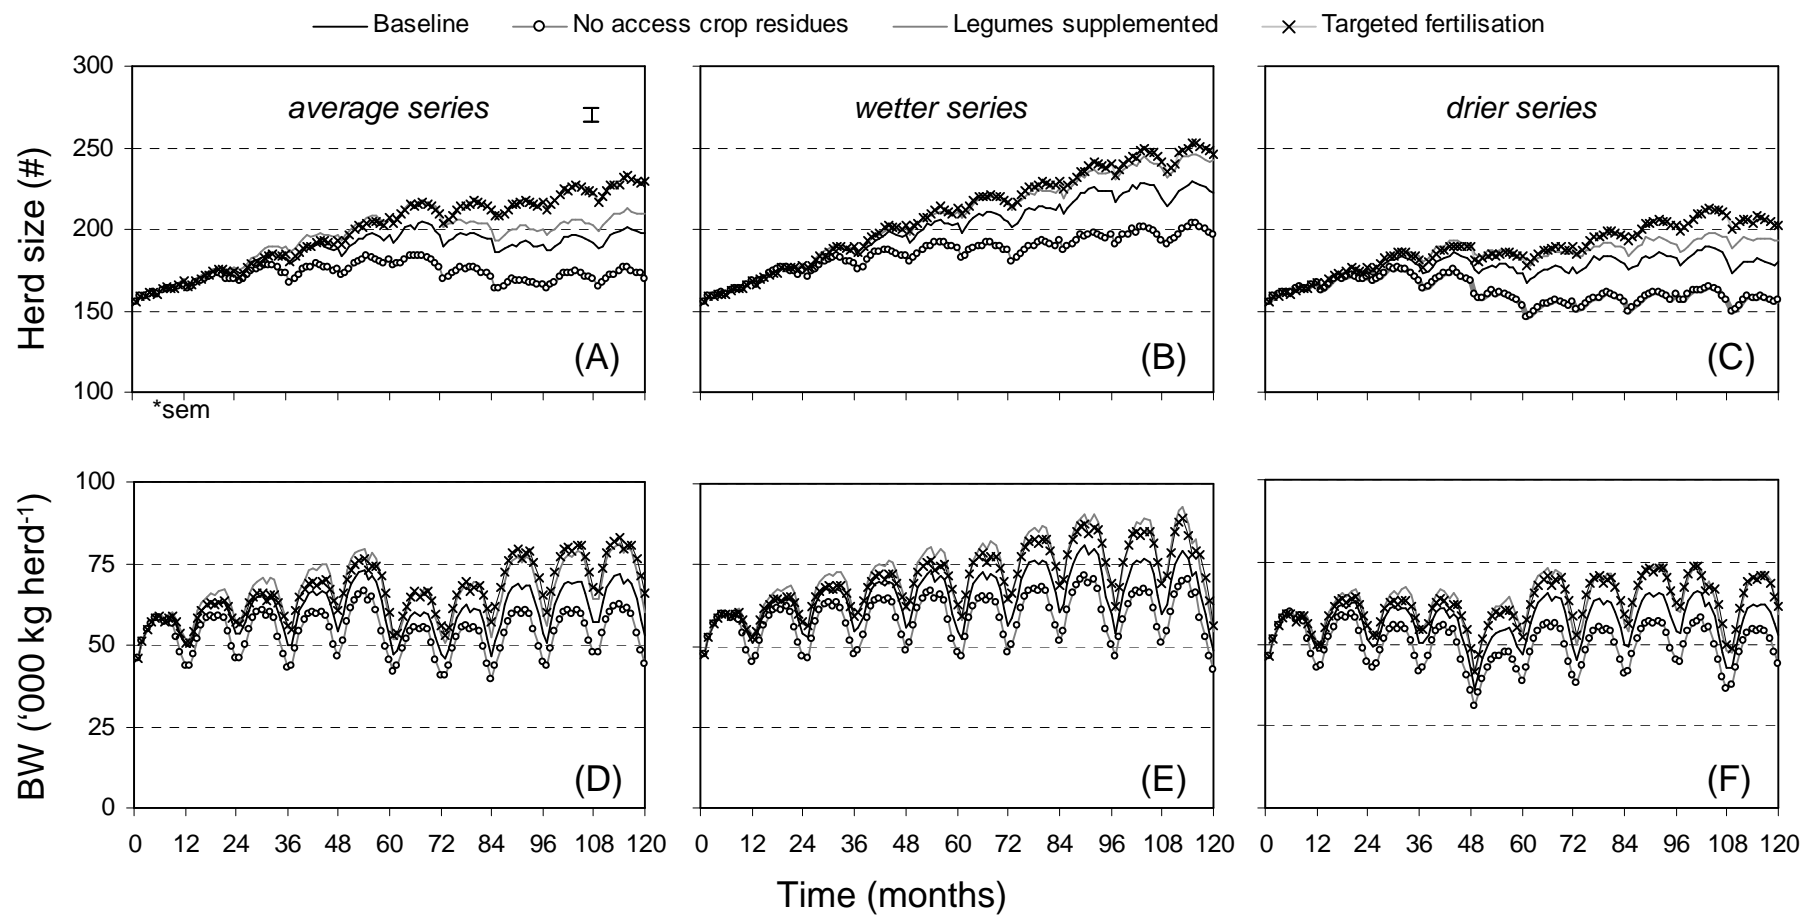 Baseline No access crop residues Legumes supplemented Targeted fertilisation
Herd size (#)
300
250
200
150
100
average series
(A)
*sem
wetter series
(B)
drier series
(C)
BW (‘000 kg herd-1)
100
75
50
25
0
(D)
(E)
(F)
0 12 24 36 48 60 72 84 96 108 120
0 12 24 36 48 60 72 84 96 108 120
0 12 24 36 48 60 72 84 96 108 120
Time (months)